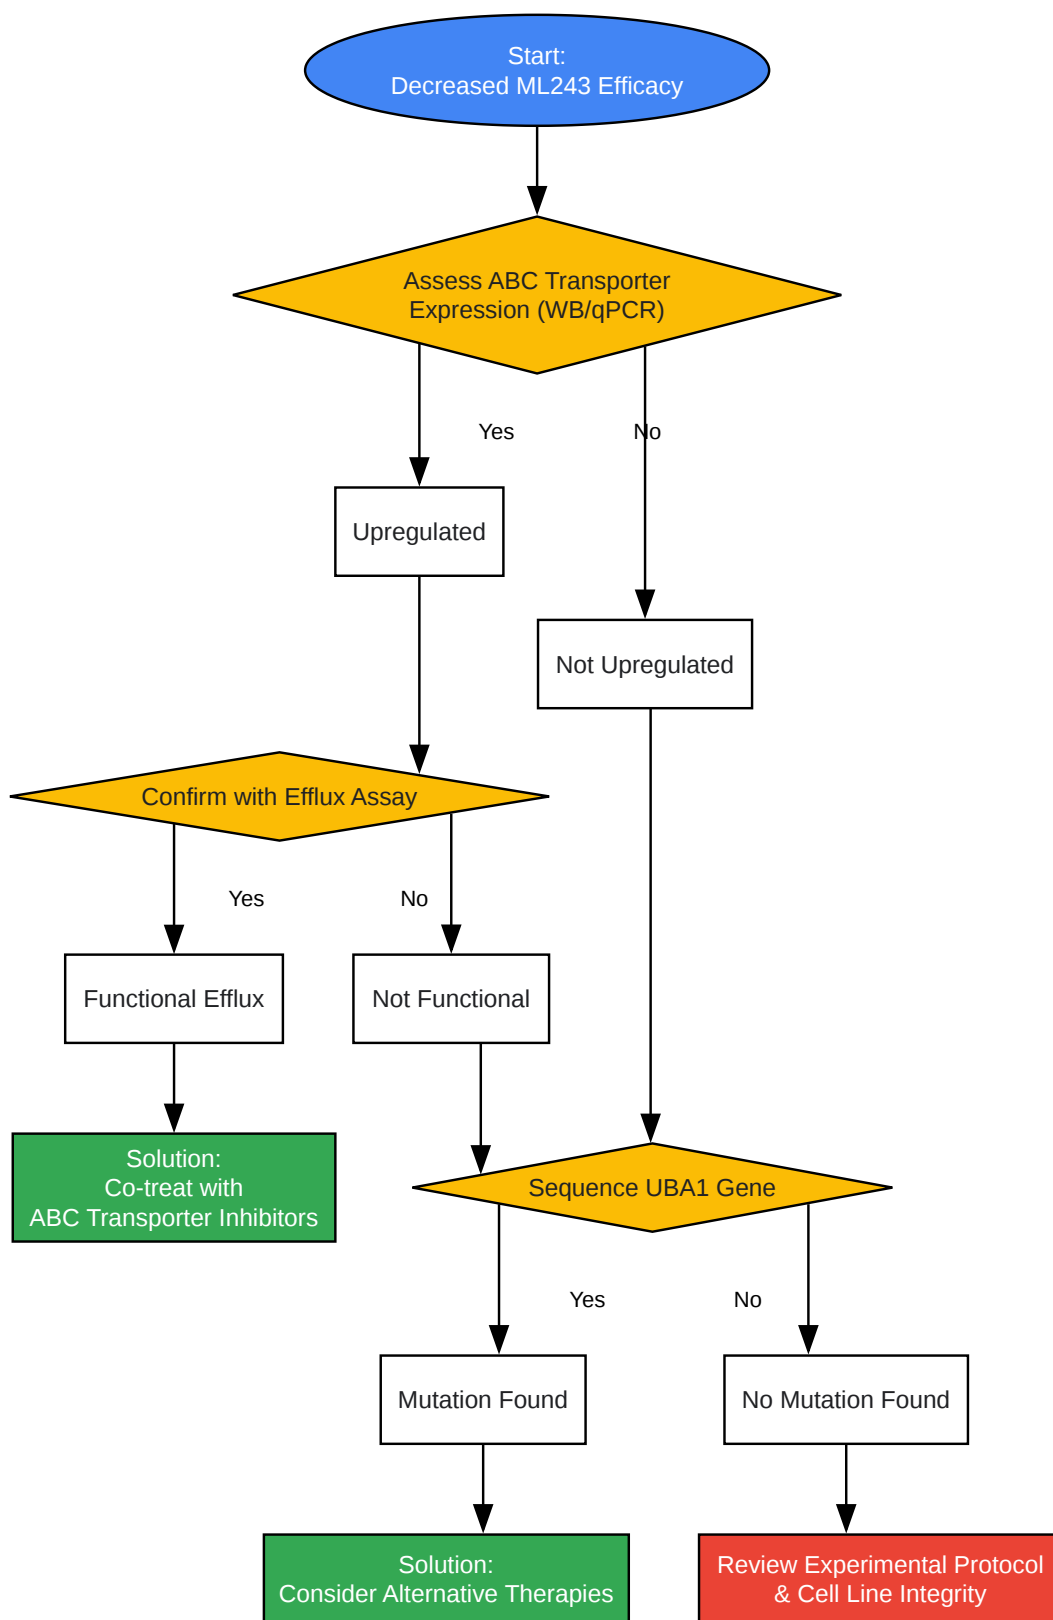 Start:
Decreased ML243 Efficacy
Assess ABC Transporter
Expression (WB/qPCR)
Yes
No
Upregulated
Not Upregulated
Confirm with Efflux Assay
Yes
No
Functional Efflux
Not Functional
Solution:
Co-treat with
ABC Transporter Inhibitors
Sequence UBA1 Gene
Yes
No
Mutation Found
No Mutation Found
Solution:
Consider Alternative Therapies
Review Experimental Protocol
& Cell Line Integrity